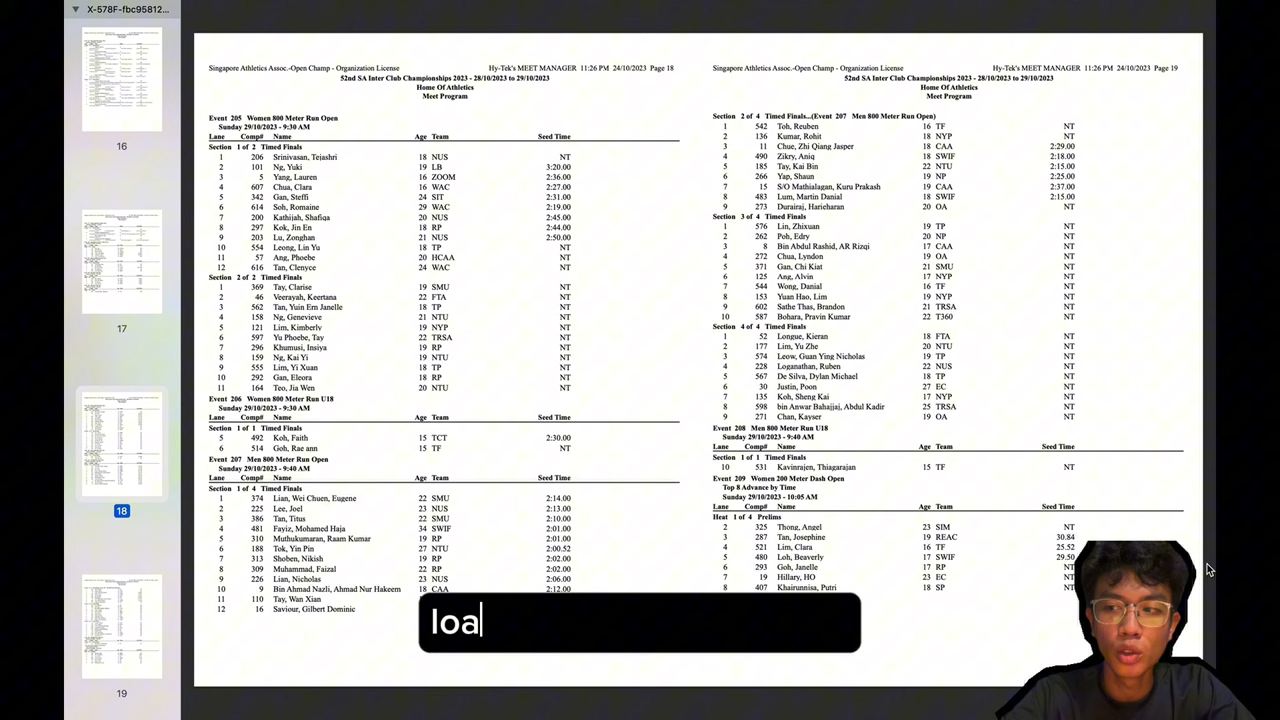 X-578F-fbc95812...
16
17
18
19
Singapore Athletics Assoc.-Open Champ - Organization License Hy-Tek's MEET MANAGER 11:26 PM 24/10/2023 Page 18
52nd SA Inter Club Championships 2023 - 28/10/2023 to 29/10/2023
Home Of Athletics
Meet Program
Event 205 Women 800 Meter Run Open
Sunday 29/10/2023 - 9:30 AM
Lane Comp# Name Age Team Seed Time
Section 1 of 2 Timed Finals
1 206 Srinivasan, Tejashri 18 NUS NT
2 101 Ng, Yuki 19 LB 3:20.00
3 5 Yang, Lauren 16 ZOOM 2:36.00
4 607 Chua, Clara 16 WAC 2:27.00
5 342 Gan, Steffi 24 SIT 2:31.00
6 614 Soh, Romaine 29 WAC 2:19.00
7 200 Kathijah, Shafiqa 20 NUS 2:45.00
8 297 Kok, Jin En 18 RP 2:44.00
9 203 Lu, Zonghan 21 NUS 2:50.00
10 554 Leong, Lin Yu 18 TP NT
11 57 Ang, Phoebe 20 HCAA NT
12 616 Tan, Clenyce 24 WAC NT
Section 2 of 2 Timed Finals
1 369 Tay, Clarise 19 SMU NT
2 46 Veerayah, Keertana 22 FTA NT
3 562 Tan, Yuin Ern Janelle 18 TP NT
4 158 Ng, Genevieve 21 NTU NT
5 121 Lim, Kimberly 19 NYP NT
6 597 Yu Phoebe, Tay 22 TRSA NT
7 296 Khumusi, Insiya 19 RP NT
8 159 Ng, Kai Yi 19 NTU NT
9 555 Lim, Yi Xuan 18 TP NT
10 292 Gan, Eleora 18 RP NT
11 164 Teo, Jia Wen 20 NTU NT
Event 206 Women 800 Meter Run U18
Sunday 29/10/2023 - 9:30 AM
Lane Comp# Name Age Team Seed Time
Section 1 of 1 Timed Finals
5 492 Koh, Faith 15 TCT 2:30.00
6 514 Goh, Rae ann 15 TF NT
Event 207 Men 800 Meter Run Open
Sunday 29/10/2023 - 9:40 AM
Lane Comp# Name Age Team Seed Time
Section 1 of 4 Timed Finals
1 374 Lian, Wei Chuen, Eugene 22 SMU 2:14.00
2 225 Lee, Joel 23 NUS 2:13.00
3 386 Tan, Titus 22 SMU 2:10.00
4 481 Fayiz, Mohamed Haja 34 SWIF 2:01.00
5 310 Muthukumaran, Raam Kumar 19 RP 2:01.00
6 188 Tok, Yin Pin 27 NTU 2:00.52
7 313 Shoben, Nikish 19 RP 2:02.00
8 309 Muhammad, Faizal 22 RP 2:02.00
9 226 Lian, Nicholas 23 NUS 2:06.00
10 9 Bin Ahmad Nazli, Ahmad Nur Hakeem 18 CAA 2:12.00
11 110 Tay, Wan Xian
12 16 Saviour, Gilbert Dominic
Singapore Athletics Assoc.-Open Champ - Organization License Hy-Tek's MEET MANAGER 11:26 PM 24/10/2023 Page 19
52nd SA Inter Club Championships 2023 - 28/10/2023 to 29/10/2023
Home Of Athletics
Meet Program
Section 2 of 4 Timed Finals...(Event 207 Men 800 Meter Run Open)
1 542 Toh, Reuben 16 TF NT
2 136 Kumar, Rohit 18 NYP NT
3 11 Chue, Zhi Qiang Jasper 18 CAA 2:29.00
4 490 Zikry, Aniq 18 SWIF 2:18.00
5 185 Tay, Kai Bin 22 NTU 2:15.00
6 266 Yap, Shaun 19 NP 2:25.00
7 15 S/O Mathialagan, Kuru Prakash 19 CAA 2:37.00
8 483 Lum, Martin Danial 18 SWIF 2:15.00
9 273 Durairaj, Haricharan 20 OA NT
Section 3 of 4 Timed Finals
1 576 Lin, Zhixuan 19 TP NT
2 262 Poh, Edry 20 NP NT
3 8 Bin Abdul Rashid, AR Rizqi 17 CAA NT
4 272 Chua, Lyndon 19 OA NT
5 371 Gan, Chi Kiat 21 SMU NT
6 125 Ang, Alvin 17 NYP NT
7 544 Wong, Danial 16 TF NT
8 153 Yuan Hao, Lim 19 NYP NT
9 602 Sathe Thas, Brandon 21 TRSA NT
10 587 Bohara, Pravin Kumar 22 T360 NT
Section 4 of 4 Timed Finals
1 52 Longue, Kieran 18 FTA NT
2 177 Lim, Yu Zhe 20 NTU NT
3 574 Leow, Guan Ying Nicholas 19 TP NT
4 228 Loganathan, Ruben 22 NUS NT
5 567 De Silva, Dylan Michael 18 TP NT
6 30 Justin, Poon 27 EC NT
7 135 Koh, Sheng Kai 17 NYP NT
8 598 bin Anwar Bahajjaj, Abdul Kadir 25 TRSA NT
9 271 Chan, Kayser 19 OA NT
Event 208 Men 800 Meter Run U18
Sunday 29/10/2023 - 9:40 AM
Lane Comp# Name Age Team Seed Time
Section 1 of 1 Timed Finals
10 531 Kavinrajen, Thiagarajan 15 TF NT
Event 209 Women 200 Meter Dash Open
Top 8 Advance by Time
Sunday 29/10/2023 - 10:05 AM
Lane Comp# Name Age Team Seed Time
Heat 1 of 4 Prelims
2 325 Thong, Angel 23 SIM NT
3 287 Tan, Josephine 19 REAC 30.84
4 521 Lim, Clara 16 TF 25.52
5 480 Loh, Beaverly 17 SWIF 29.50
6 293 Goh, Janelle 17 RP
7 19 Hillary, HO 23 EC
8 407 Khairunnisa, Putri 18 SP
loa